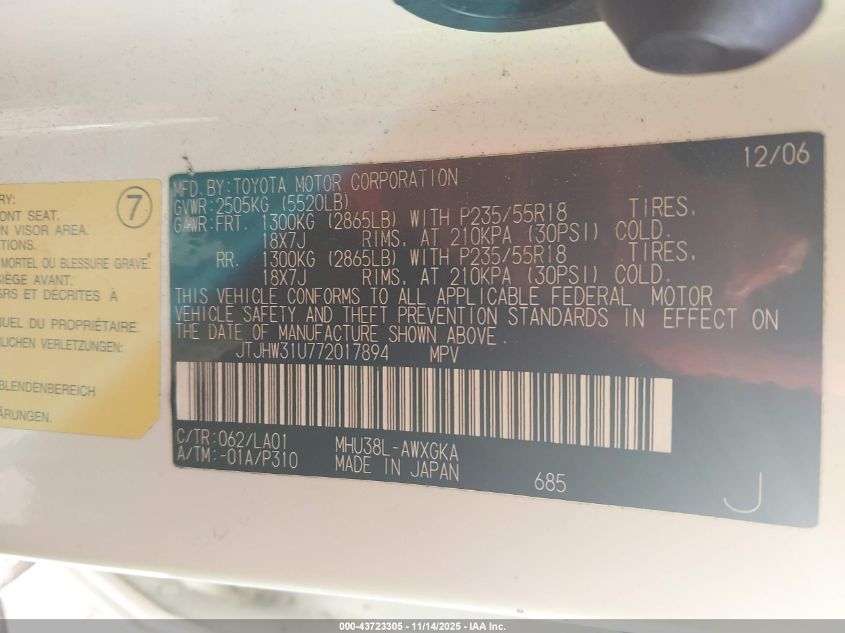 RY:
ONT SEAT.
N VISOR AREA.
TIONS.
MORTEL OU BLESSURE GRAVE.
SIÈGE AVANT.
GRS ET DÉCRITES À
NUEL DU PROPRIÉTAIRE.
RLICHEN VERLETZUNGEN.
BLENDENBEREICH
ÄRUNGEN.
7
12/06
MFD. BY: TOYOTA MOTOR CORPORATION
GVWR: 2505KG (5520LB)
GAWR: FRT. 1300KG (2865LB) WITH P235/55R18 TIRES,
18X7J RIMS, AT 210KPA (30PSI) COLD.
RR. 1300KG (2865LB) WITH P235/55R18 TIRES,
18X7J RIMS, AT 210KPA (30PSI) COLD.
THIS VEHICLE CONFORMS TO ALL APPLICABLE FEDERAL MOTOR
VEHICLE SAFETY AND THEFT PREVENTION STANDARDS IN EFFECT ON
THE DATE OF MANUFACTURE SHOWN ABOVE.
JTJHW31U772017894 MPV
C/TR: 062/LA01 MHU38L-AWXGKA
A/TM: -01A/P310 MADE IN JAPAN
685
J
000-43723305 - 11/14/2025 - IAA Inc.